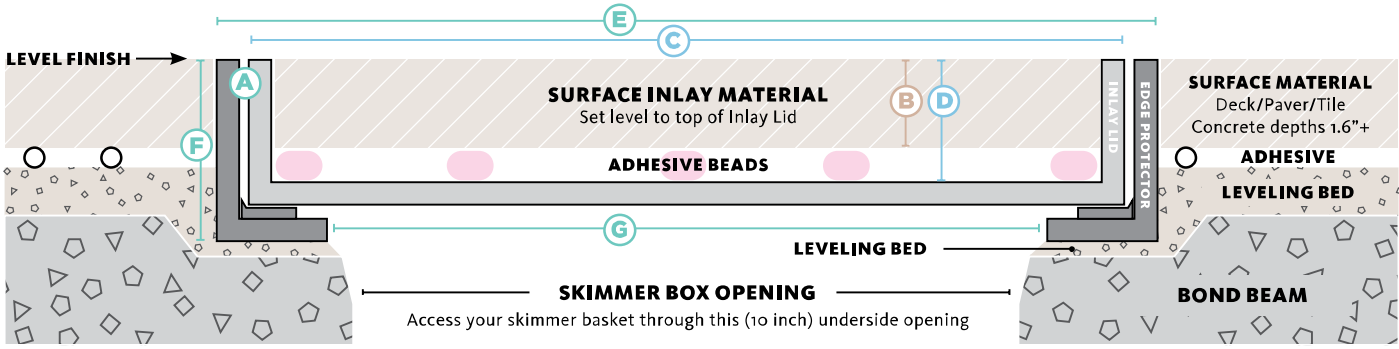 E
C
LEVEL FINISH
A
SURFACE INLAY MATERIAL
Set level to top of Inlay Lid
B
D
INLAY LID
EDGE PROTECTOR
SURFACE MATERIAL
Deck/Paver/Tile
Concrete depths 1.6"+
F
ADHESIVE BEADS
ADHESIVE
LEVELING BED
G
LEVELING BED
SKIMMER BOX OPENING
Access your skimmer basket through this (10 inch) underside opening
BOND BEAM